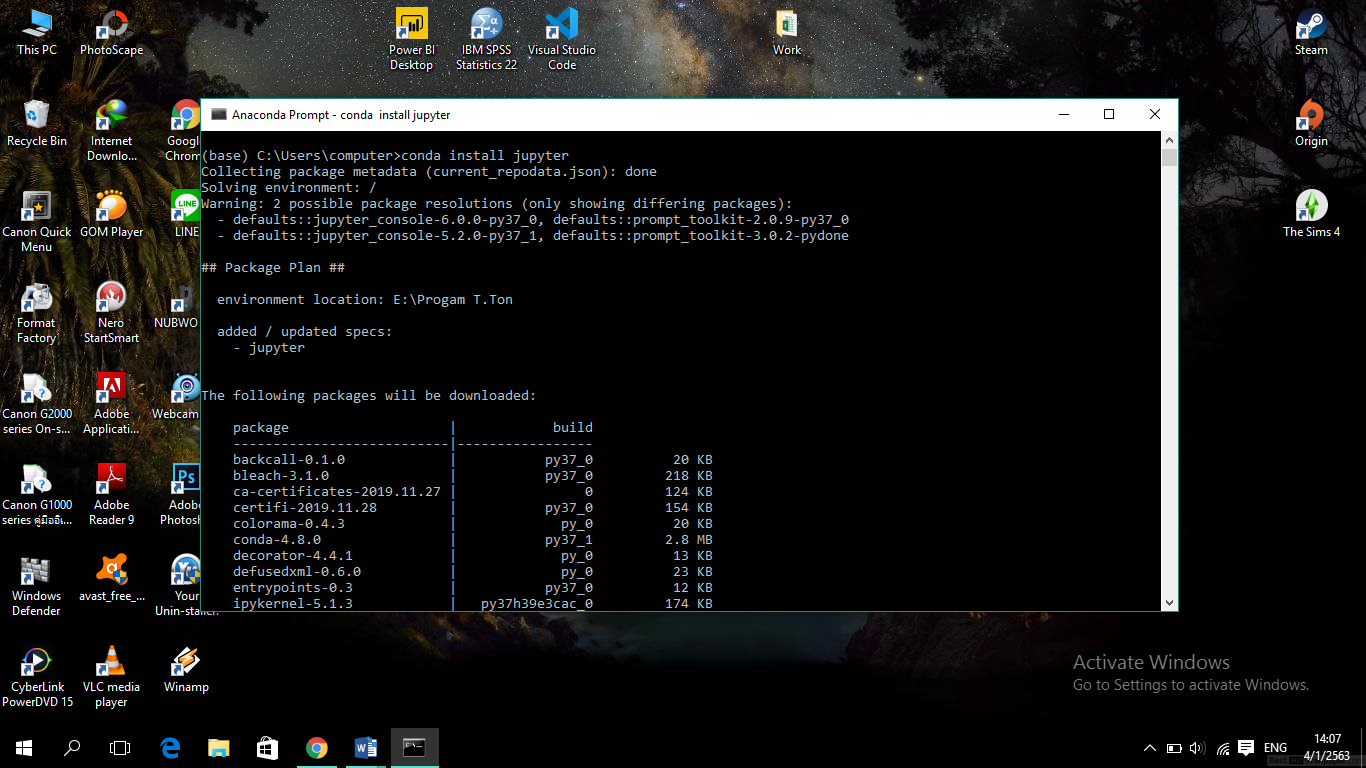 This PC
PhotoScape
Power BI
Desktop
IBM SPSS
Statistics 22
Visual Studio
Code
Work
Steam
Recycle Bin
Internet
Downlo...
Googl
Chrom
Origin
Canon Quick
Menu
GOM Player
LINE
The Sims 4
Format
Factory
Nero
StartSmart
NUBWO
Canon G2000
series On-s...
Adobe
Applicati...
Webcam
Canon G1000
series คู่มืออิเ...
Adobe
Reader 9
Adob
Photosh
Windows
Defender
avast_free_...
Your
Unin-staller
CyberLink
PowerDVD 15
VLC media
player
Winamp
Anaconda Prompt - conda  install jupyter
(base) C:\Users\computer>conda install jupyter
Collecting package metadata (current_repodata.json): done
Solving environment: /
Warning: 2 possible package resolutions (only showing differing packages):
  - defaults::jupyter_console-6.0.0-py37_0, defaults::prompt_toolkit-2.0.9-py37_0
  - defaults::jupyter_console-5.2.0-py37_1, defaults::prompt_toolkit-3.0.2-pydone
## Package Plan ##
  environment location: E:\Progam T.Ton
  added / updated specs:
    - jupyter
The following packages will be downloaded:
    package                    |            build
    ---------------------------|-----------------
    backcall-0.1.0             |           py37_0          20 KB
    bleach-3.1.0               |           py37_0         218 KB
    ca-certificates-2019.11.27 |                0         124 KB
    certifi-2019.11.28         |           py37_0         154 KB
    colorama-0.4.3             |             py_0          20 KB
    conda-4.8.0                |           py37_1         2.8 MB
    decorator-4.4.1            |             py_0          13 KB
    defusedxml-0.6.0           |             py_0          23 KB
    entrypoints-0.3            |           py37_0          12 KB
    ipykernel-5.1.3            |   py37h39e3cac_0         174 KB
Activate Windows
Go to Settings to activate Windows.
ENG
14:07
4/1/2563